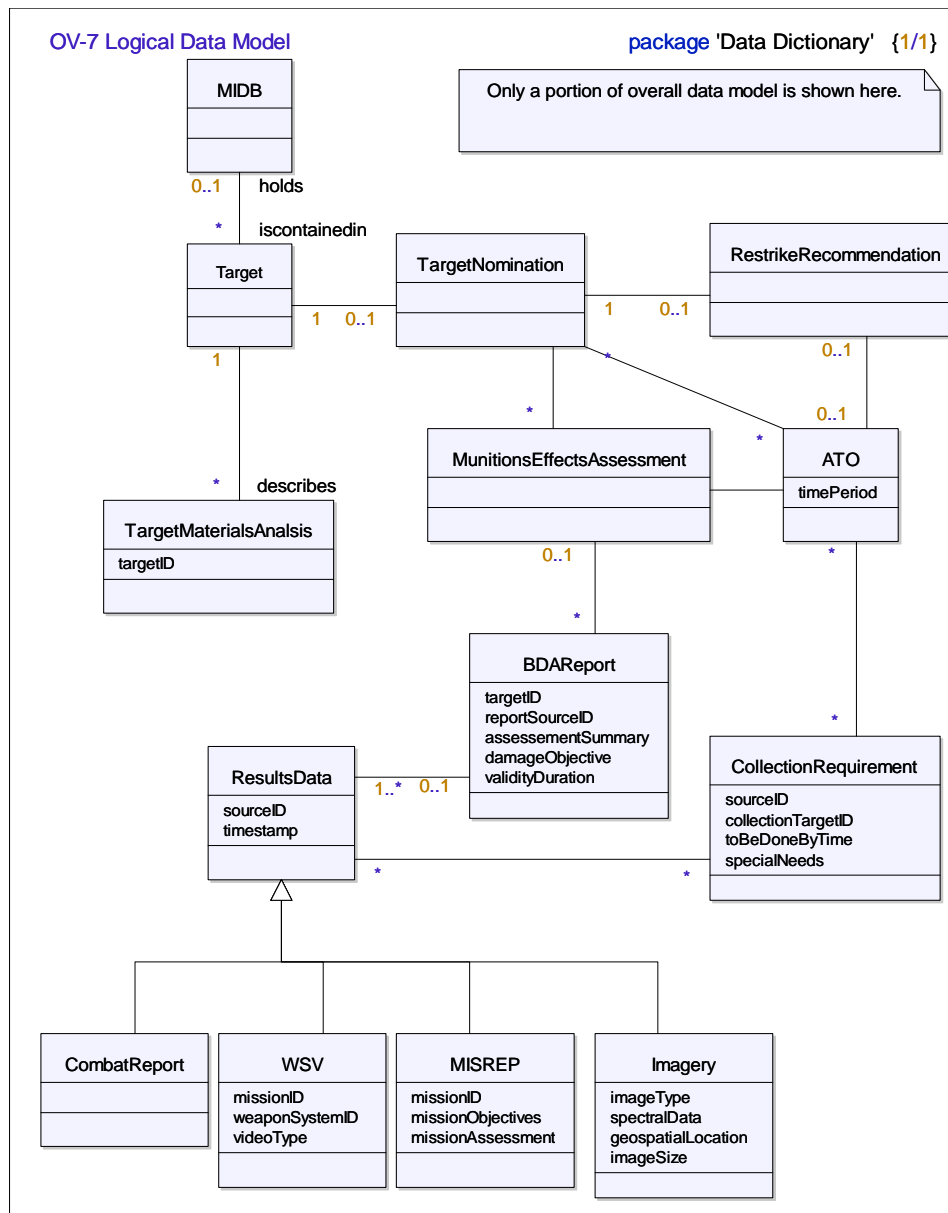 OV-7 Logical Data Model
package 'Data Dictionary' {1/1}
MIDB
Only a portion of overall data model is shown here.
0..1
holds
*
iscontainedin
Target
TargetNomination
RestrikeRecommendation
1
0..1
1
0..1
1
*
0..1
*
0..1
*
MunitionsEffectsAssessment
ATO
timePeriod
*
describes
TargetMaterialsAnalsis
targetID
0..1
*
*
BDAReport
targetID
reportSourceID
assessementSummary
damageObjective
validityDuration
*
ResultsData
sourceID
timestamp
1..*
0..1
CollectionRequirement
sourceID
collectionTargetID
toBeDoneByTime
specialNeeds
*
*
CombatReport
WSV
missionID
weaponSystemID
videoType
MISREP
missionID
missionObjectives
missionAssessment
Imagery
imageType
spectralData
geospatialLocation
imageSize